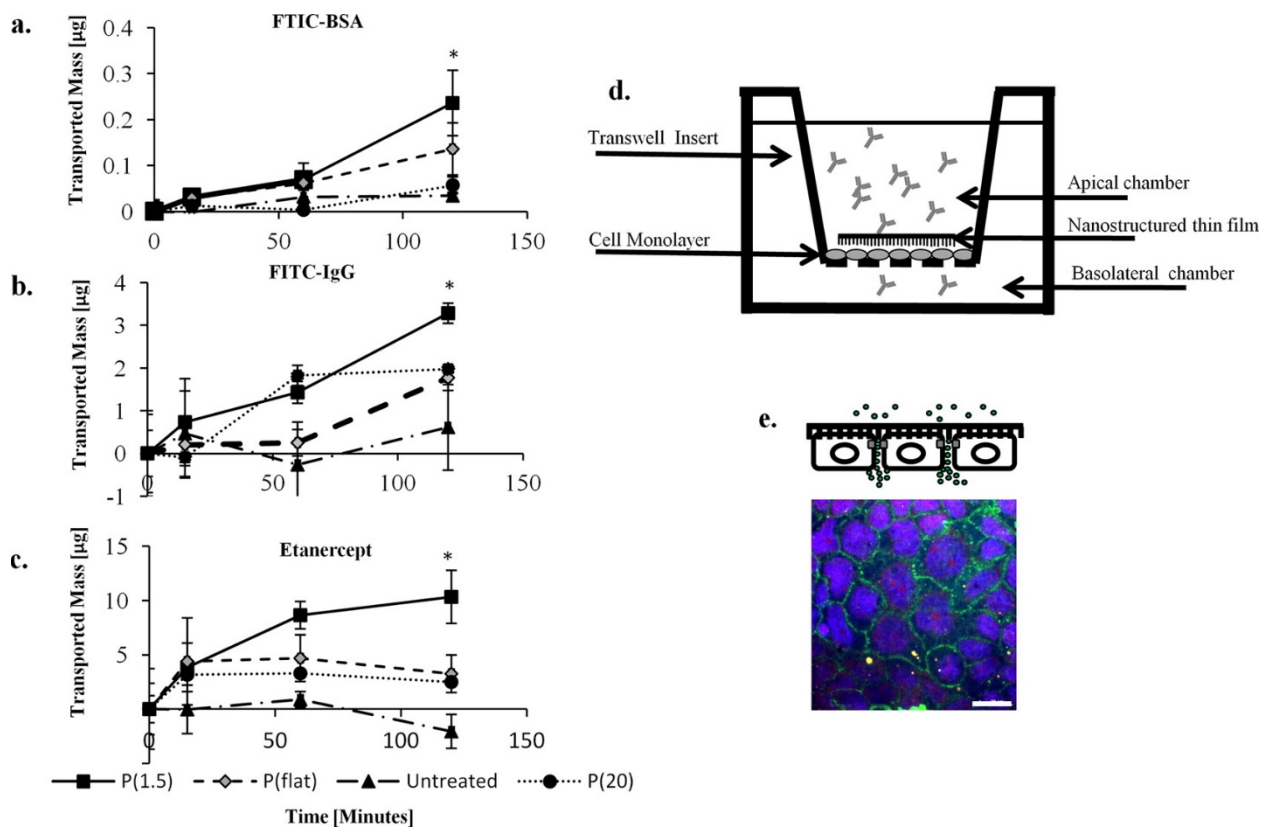 a.
FTIC-BSA
Transported Mass [µg]
0.4
0.3
0.2
0.1
0
*
0
50
100
150
b.
FITC-IgG
Transported Mass [µg]
4
3
2
1
0
-1
*
0
50
100
150
c.
Etanercept
Transported Mass [µg]
15
10
5
*
0
50
100
150
P(1.5)
P(flat)
Untreated
P(20)
Time [Minutes]
d.
Transwell Insert
Cell Monolayer
Apical chamber
Nanostructured thin film
Basolateral chamber
e.